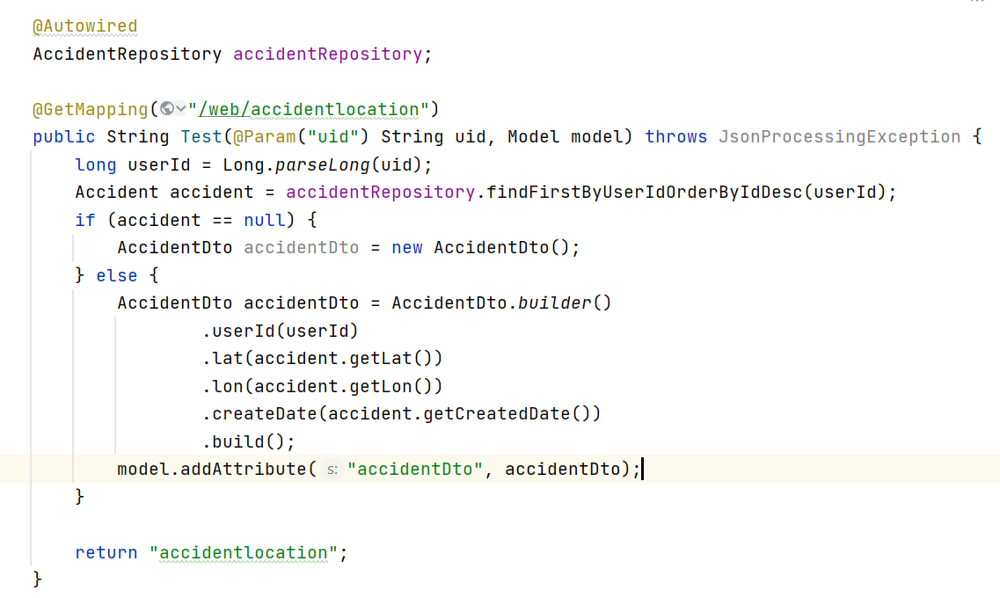 @Autowired
AccidentRepository accidentRepository;
@GetMapping("/web/accidentlocation")
public String Test(@Param("uid") String uid, Model model) throws JsonProcessingException {
long userId = Long.parseLong(uid);
Accident accident = accidentRepository.findFirstByUserIdOrderByIdDesc(userId);
if (accident == null) {
AccidentDto accidentDto = new AccidentDto();
} else {
AccidentDto accidentDto = AccidentDto.builder()
.userId(userId)
.lat(accident.getLat())
.lon(accident.getLon())
.createDate(accident.getCreatedDate())
.build();
model.addAttribute( s: "accidentDto", accidentDto);
}
return "accidentlocation";
}